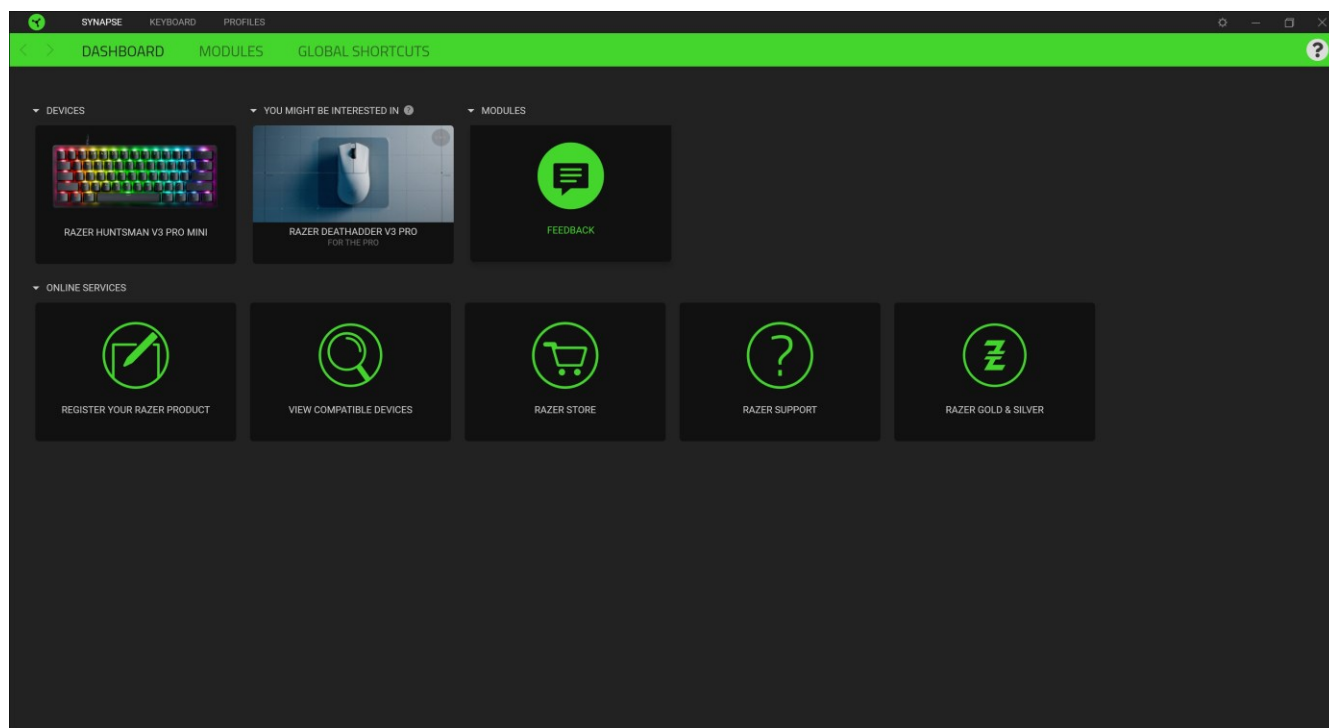 SYNAPSE KEYBOARD PROFILES
DASHBOARD MODULES GLOBAL SHORTCUTS
?
DEVICES
YOU MIGHT BE INTERESTED IN ?
MODULES
RAZER HUNTSMAN V3 PRO MINI
RAZER DEATHADDER V3 PRO
FOR THE PRO
FEEDBACK
ONLINE SERVICES
REGISTER YOUR RAZER PRODUCT
VIEW COMPATIBLE DEVICES
RAZER STORE
RAZER SUPPORT
RAZER GOLD & SILVER